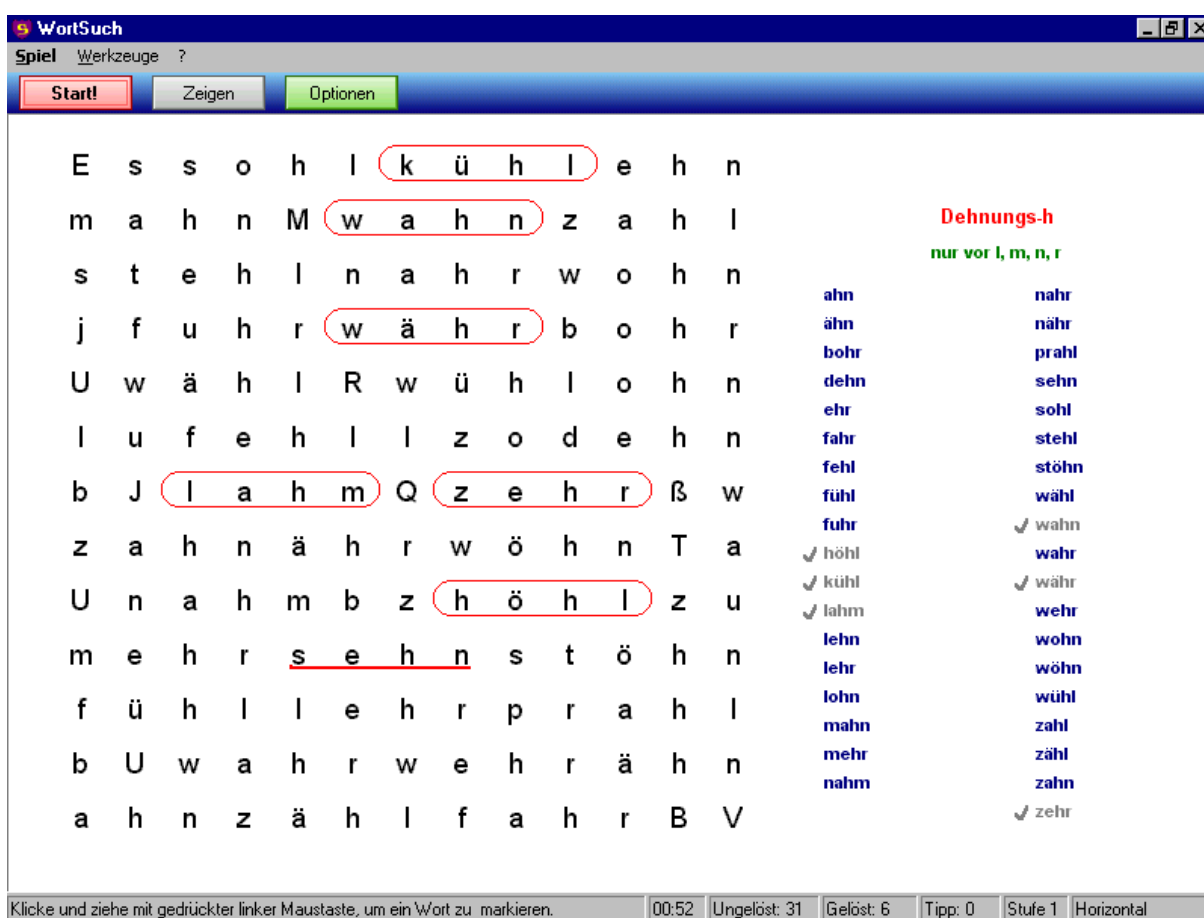 WortSuch
Spiel Werkzeuge ?
Start! Zeigen Optionen
E s s o h l k ü h l e h n
m a h n M w a h n z a h l
s t e h l n a h r w o h n
j f u h r w ä h r b o h r
U w ä h l R w ü h l o h n
l u f e h l l z o d e h n
b J l a h m Q z e h r ß w
z a h n ä h r w ö h n T a
U n a h m b z h ö h l z u
m e h r s e h n s t ö h n
f ü h l l e h r p r a h l
b U w a h r w e h r ä h n
a h n z ä h l f a h r B V
Dehnungs-h
nur vor l, m, n, r
ahn
ähn
bohr
dehn
ehr
fahr
fehl
fühl
fuhr
höhl
kühl
lahm
lehn
lehr
lohn
mahn
mehr
nahm
nahr
nähr
prahl
sehn
sohl
stehl
stöhn
wähl
wahn
wahr
währ
wehr
wohn
wöhn
wühl
zahl
zähl
zahn
zehr
Klicke und ziehe mit gedrückter linker Maustaste, um ein Wort zu markieren. 00:52 Ungelöst: 31 Gelöst: 6 Tipp: 0 Stufe 1 Horizontal